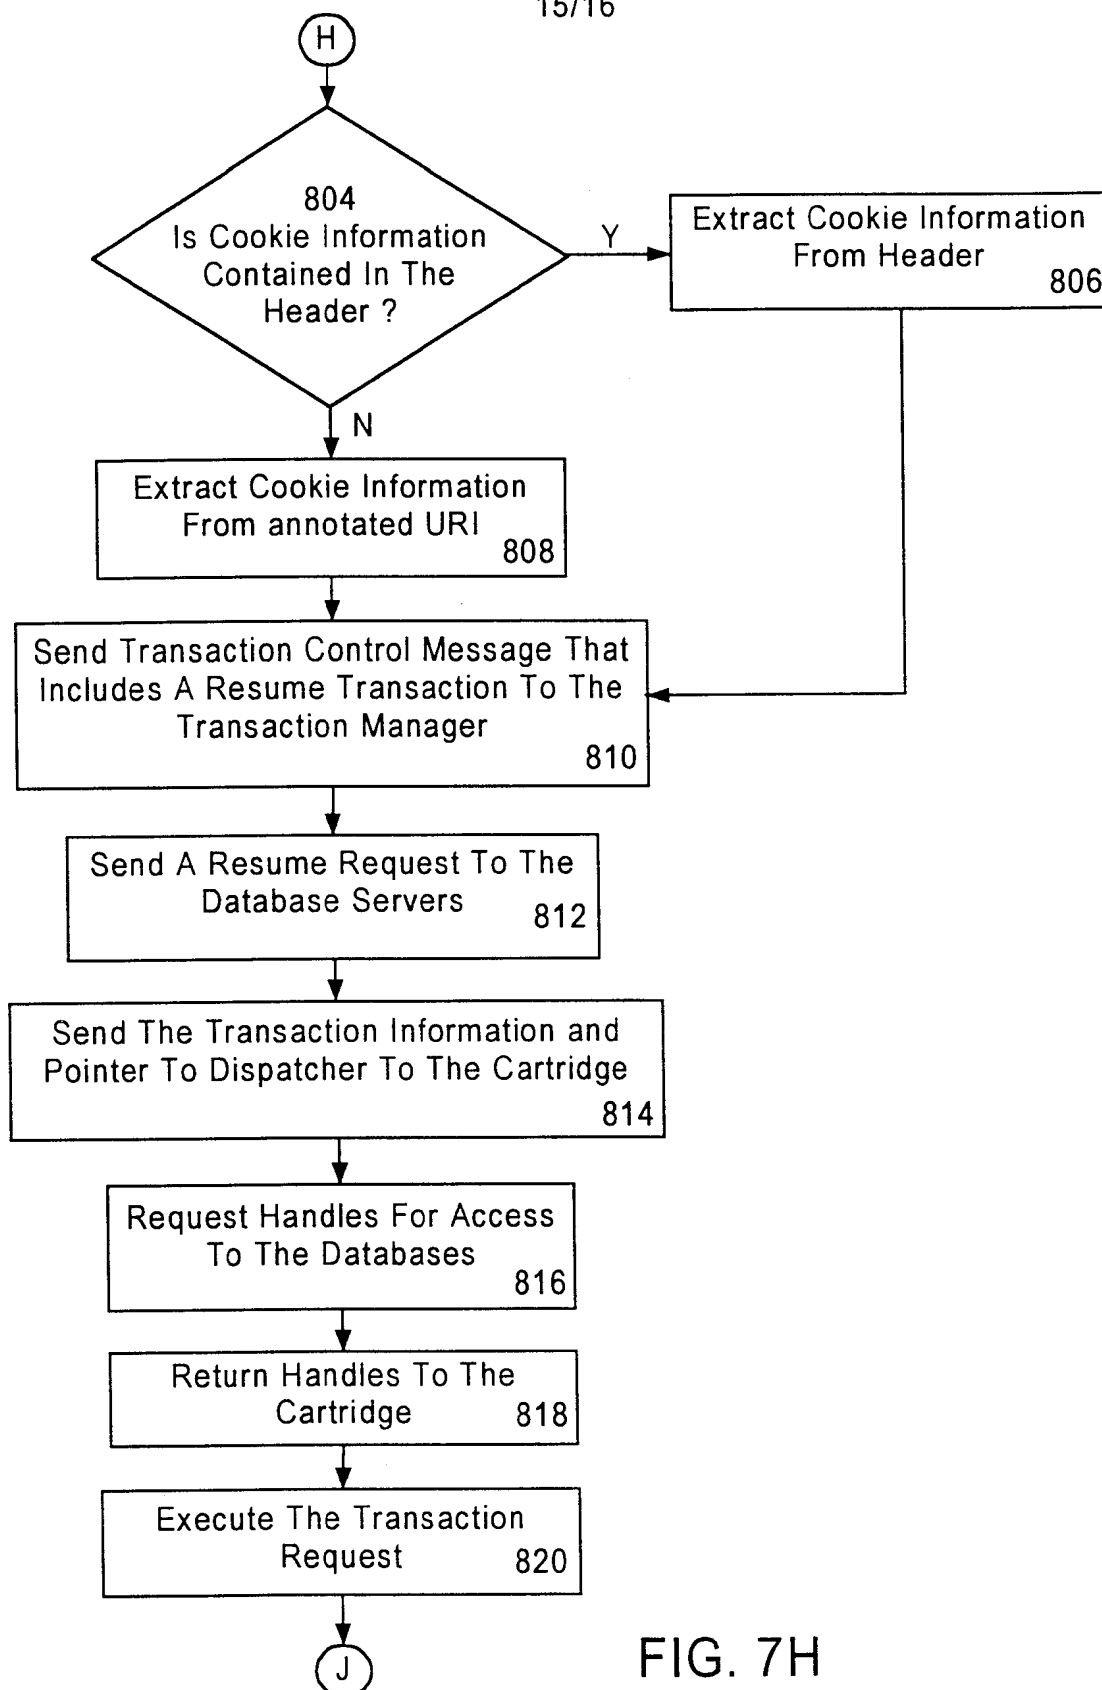 15/16
H
804
Is Cookie Information
Contained In The
Header ?
Y
Extract Cookie Information
From Header
806
N
Extract Cookie Information
From annotated URI
808
Send Transaction Control Message That
Includes A Resume Transaction To The
Transaction Manager
810
Send A Resume Request To The
Database Servers
812
Send The Transaction Information and
Pointer To Dispatcher To The Cartridge
814
Request Handles For Access
To The Databases
816
Return Handles To The
Cartridge
818
Execute The Transaction
Request
820
J
FIG. 7H